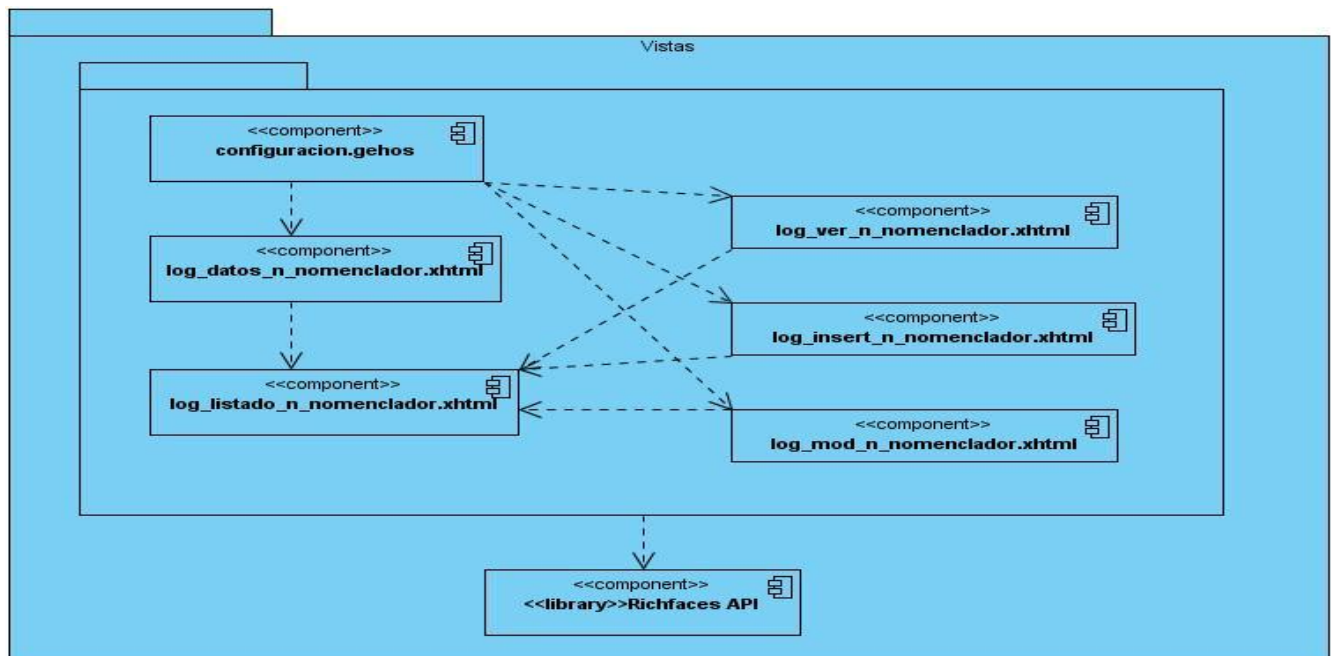 Vistas
<<component>>
configuracion.gehos
<<component>>
log_ver_n_nomenclador.xhtml
<<component>>
log_datos_n_nomenclador.xhtml
<<component>>
log_insert_n_nomenclador.xhtml
<<component>>
log_listado_n_nomenclador.xhtml
<<component>>
log_mod_n_nomenclador.xhtml
<<component>>
<<library>>Richfaces API